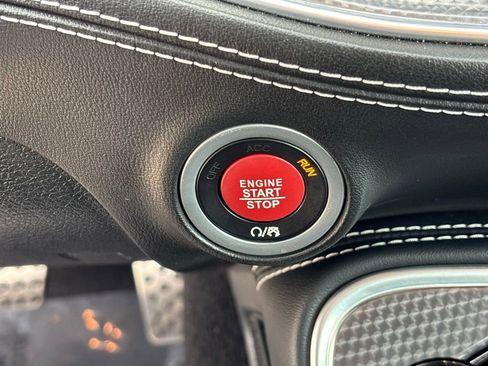 OFF ACC RUN
ENGINE
START
STOP